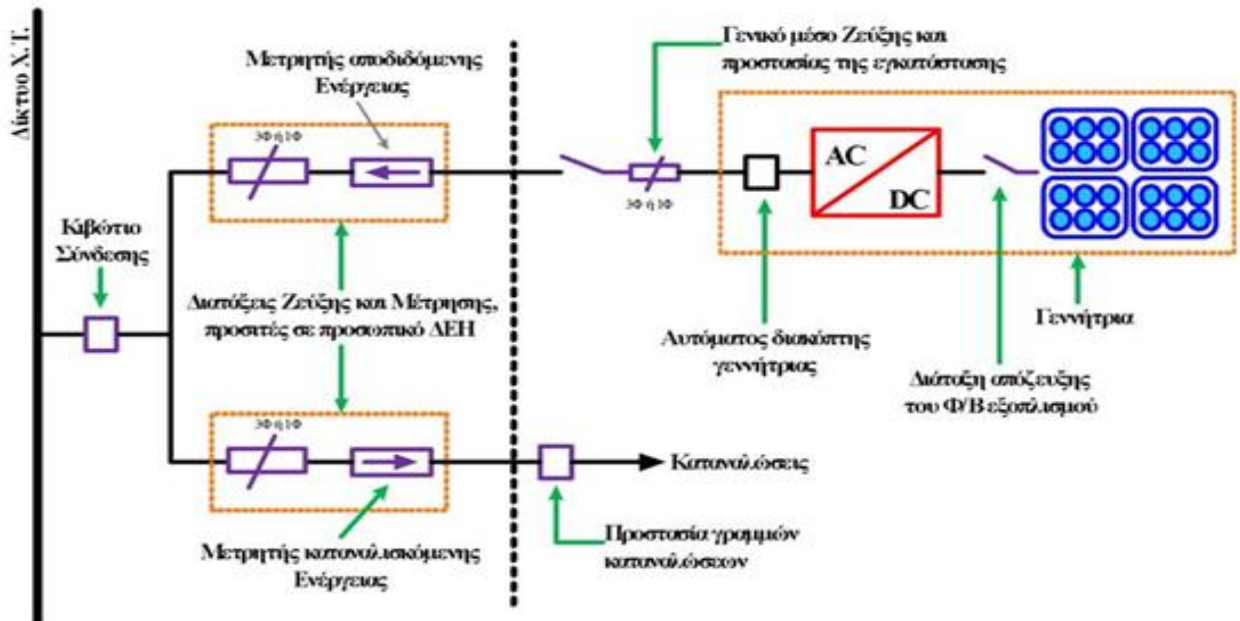 Δίκτυο Χ.Τ.
Μετρητής αποδιδόμενης
Ενέργειας
Γενικό μέσο Ζεύξης και
προστασίας της εγκατάστασης
3Φ ή 1Φ
3Φ ή 1Φ
AC
DC
Κιβώτιο
Σύνδεσης
Διατάξεις Ζεύξης και Μέτρησης,
προσιτές σε προσωπικό ΔΕΗ
Αυτόματος διακόπτης
γεννήτριας
Γεννήτρια
Διάταξη απόζευξης
του Φ/Β εξοπλισμού
3Φ ή 1Φ
Καταναλώσεις
Μετρητής καταναλισκόμενης
Ενέργειας
Προστασία γραμμών
καταναλώσεων